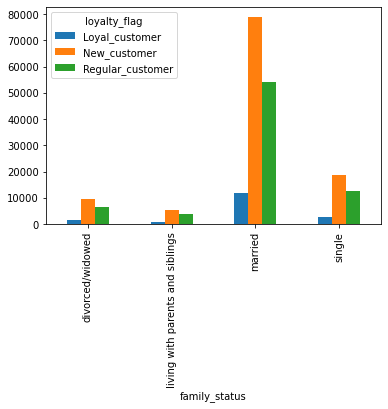 loyalty_flag
Loyal_customer
New_customer
Regular_customer
80000
70000
60000
50000
40000
30000
20000
10000
0
divorced/widowed
living with parents and siblings
married
single
family_status